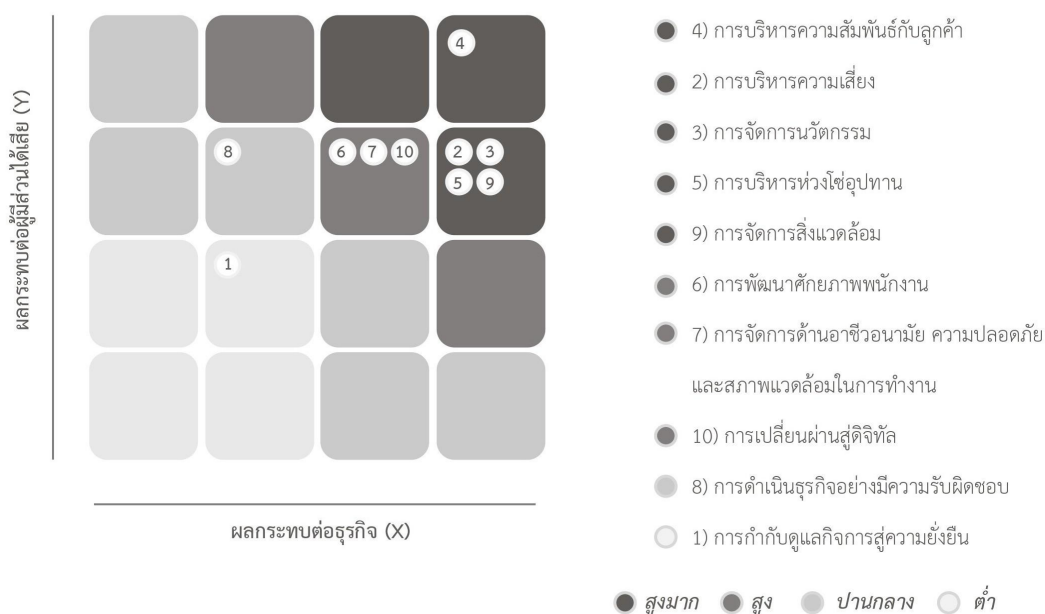 ผลกระทบต่อผู้มีส่วนได้เสีย (Y)
4
8
6 7 10
2 3
5 9
1
ผลกระทบต่อธุรกิจ (X)
4) การบริหารความสัมพันธ์กับลูกค้า
2) การบริหารความเสี่ยง
3) การจัดการนวัตกรรม
5) การบริหารห่วงโซ่อุปทาน
9) การจัดการสิ่งแวดล้อม
6) การพัฒนาศักยภาพพนักงาน
7) การจัดการด้านอาชีวอนามัย ความปลอดภัย
และสภาพแวดล้อมในการทำงาน
10) การเปลี่ยนผ่านสู่ดิจิทัล
8) การดำเนินธุรกิจอย่างมีความรับผิดชอบ
1) การกำกับดูแลกิจการสู่ความยั่งยืน
สูงมาก สูง ปานกลาง ต่ำ